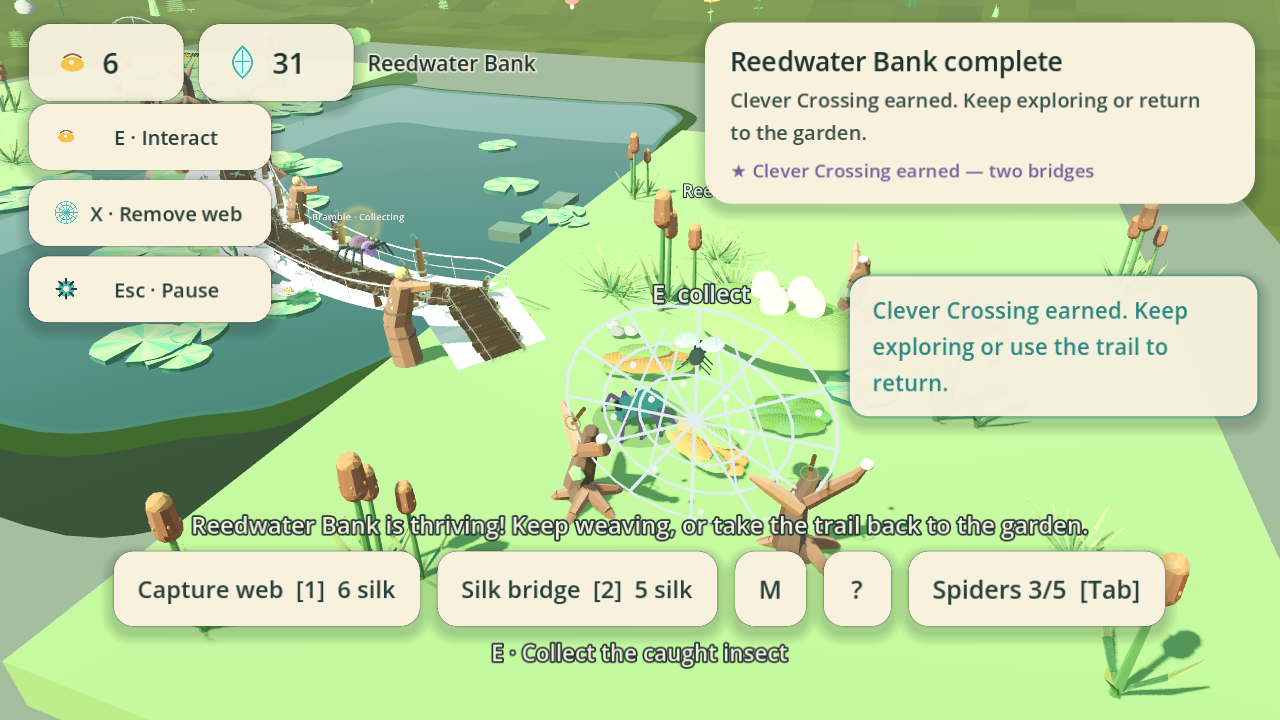 6
31
Reedwater Bank
E · Interact
X · Remove web
Esc · Pause
Reedwater Bank complete
Clever Crossing earned. Keep exploring or return
to the garden.
★ Clever Crossing earned — two bridges
Bramble · Collecting
E collect
Clever Crossing earned. Keep
exploring or use the trail to
return.
Reedwater Bank is thriving! Keep weaving, or take the trail back to the garden.
Capture web [1] 6 silk
Silk bridge [2] 5 silk
M
?
Spiders 3/5 [Tab]
E · Collect the caught insect